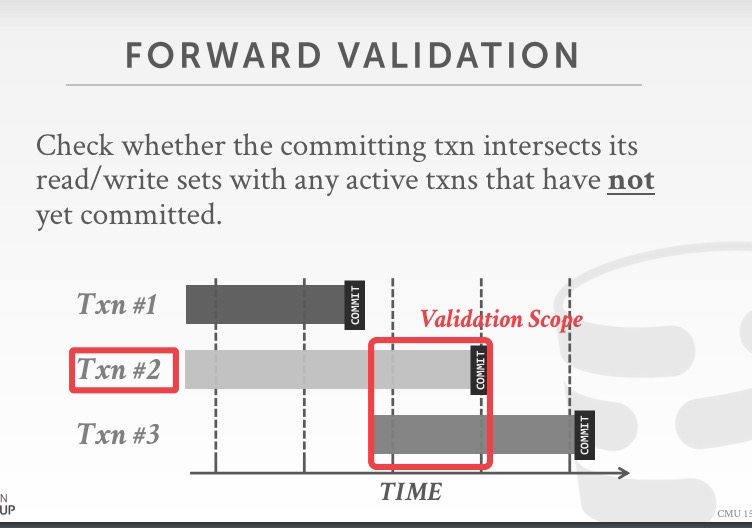 FORWARD VALIDATION
Check whether the committing txn intersects its
read/write sets with any active txns that have not
yet committed.
Txn #1
COMMIT
Validation Scope
Txn #2
COMMIT
Txn #3
COMMIT
TIME
N
UP
CMU 15